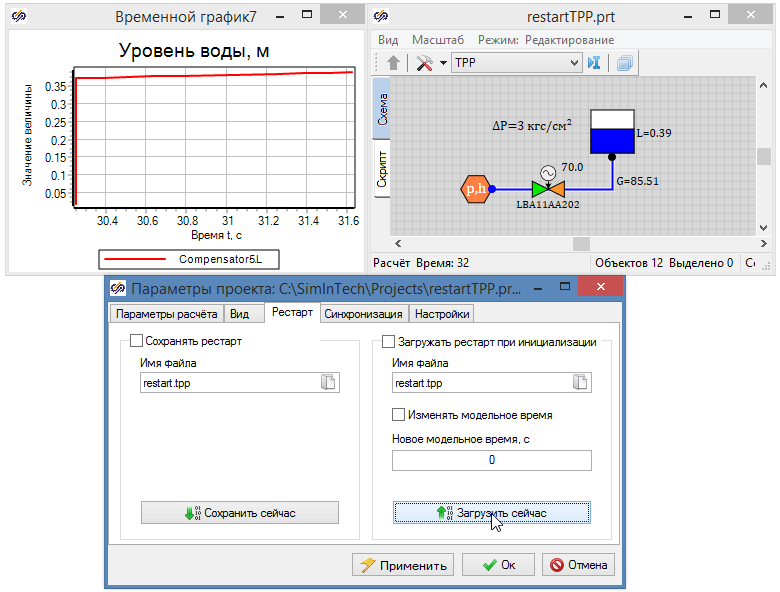 Временной график7
Уровень воды, м
Значение величины
0.35
0.3
0.25
0.2
0.15
0.1
0.05
30.4 30.6 30.8 31 31.2 31.4 31.6
Время t, с
Compensator5.L
restartTPP.prt
Вид Масштаб Режим: Редактирование
TPP
Схема
Скрипт
ΔP=3 кгс/см²
L=0.39
70.0
p,h
G=85.51
LBA11AA202
Расчёт Время: 32 Объектов 12 Выделено 0 Сс
Параметры проекта: C:\SimInTech\Projects\restartTPP.pr...
Параметры расчёта Вид Рестарт Синхронизация Настройки
Сохранять рестарт
Имя файла
restart.tpp
Сохранить сейчас
Загружать рестарт при инициализации
Имя файла
restart.tpp
Изменять модельное время
Новое модельное время, с
0
Загрузить сейчас
Применить Ок Отмена